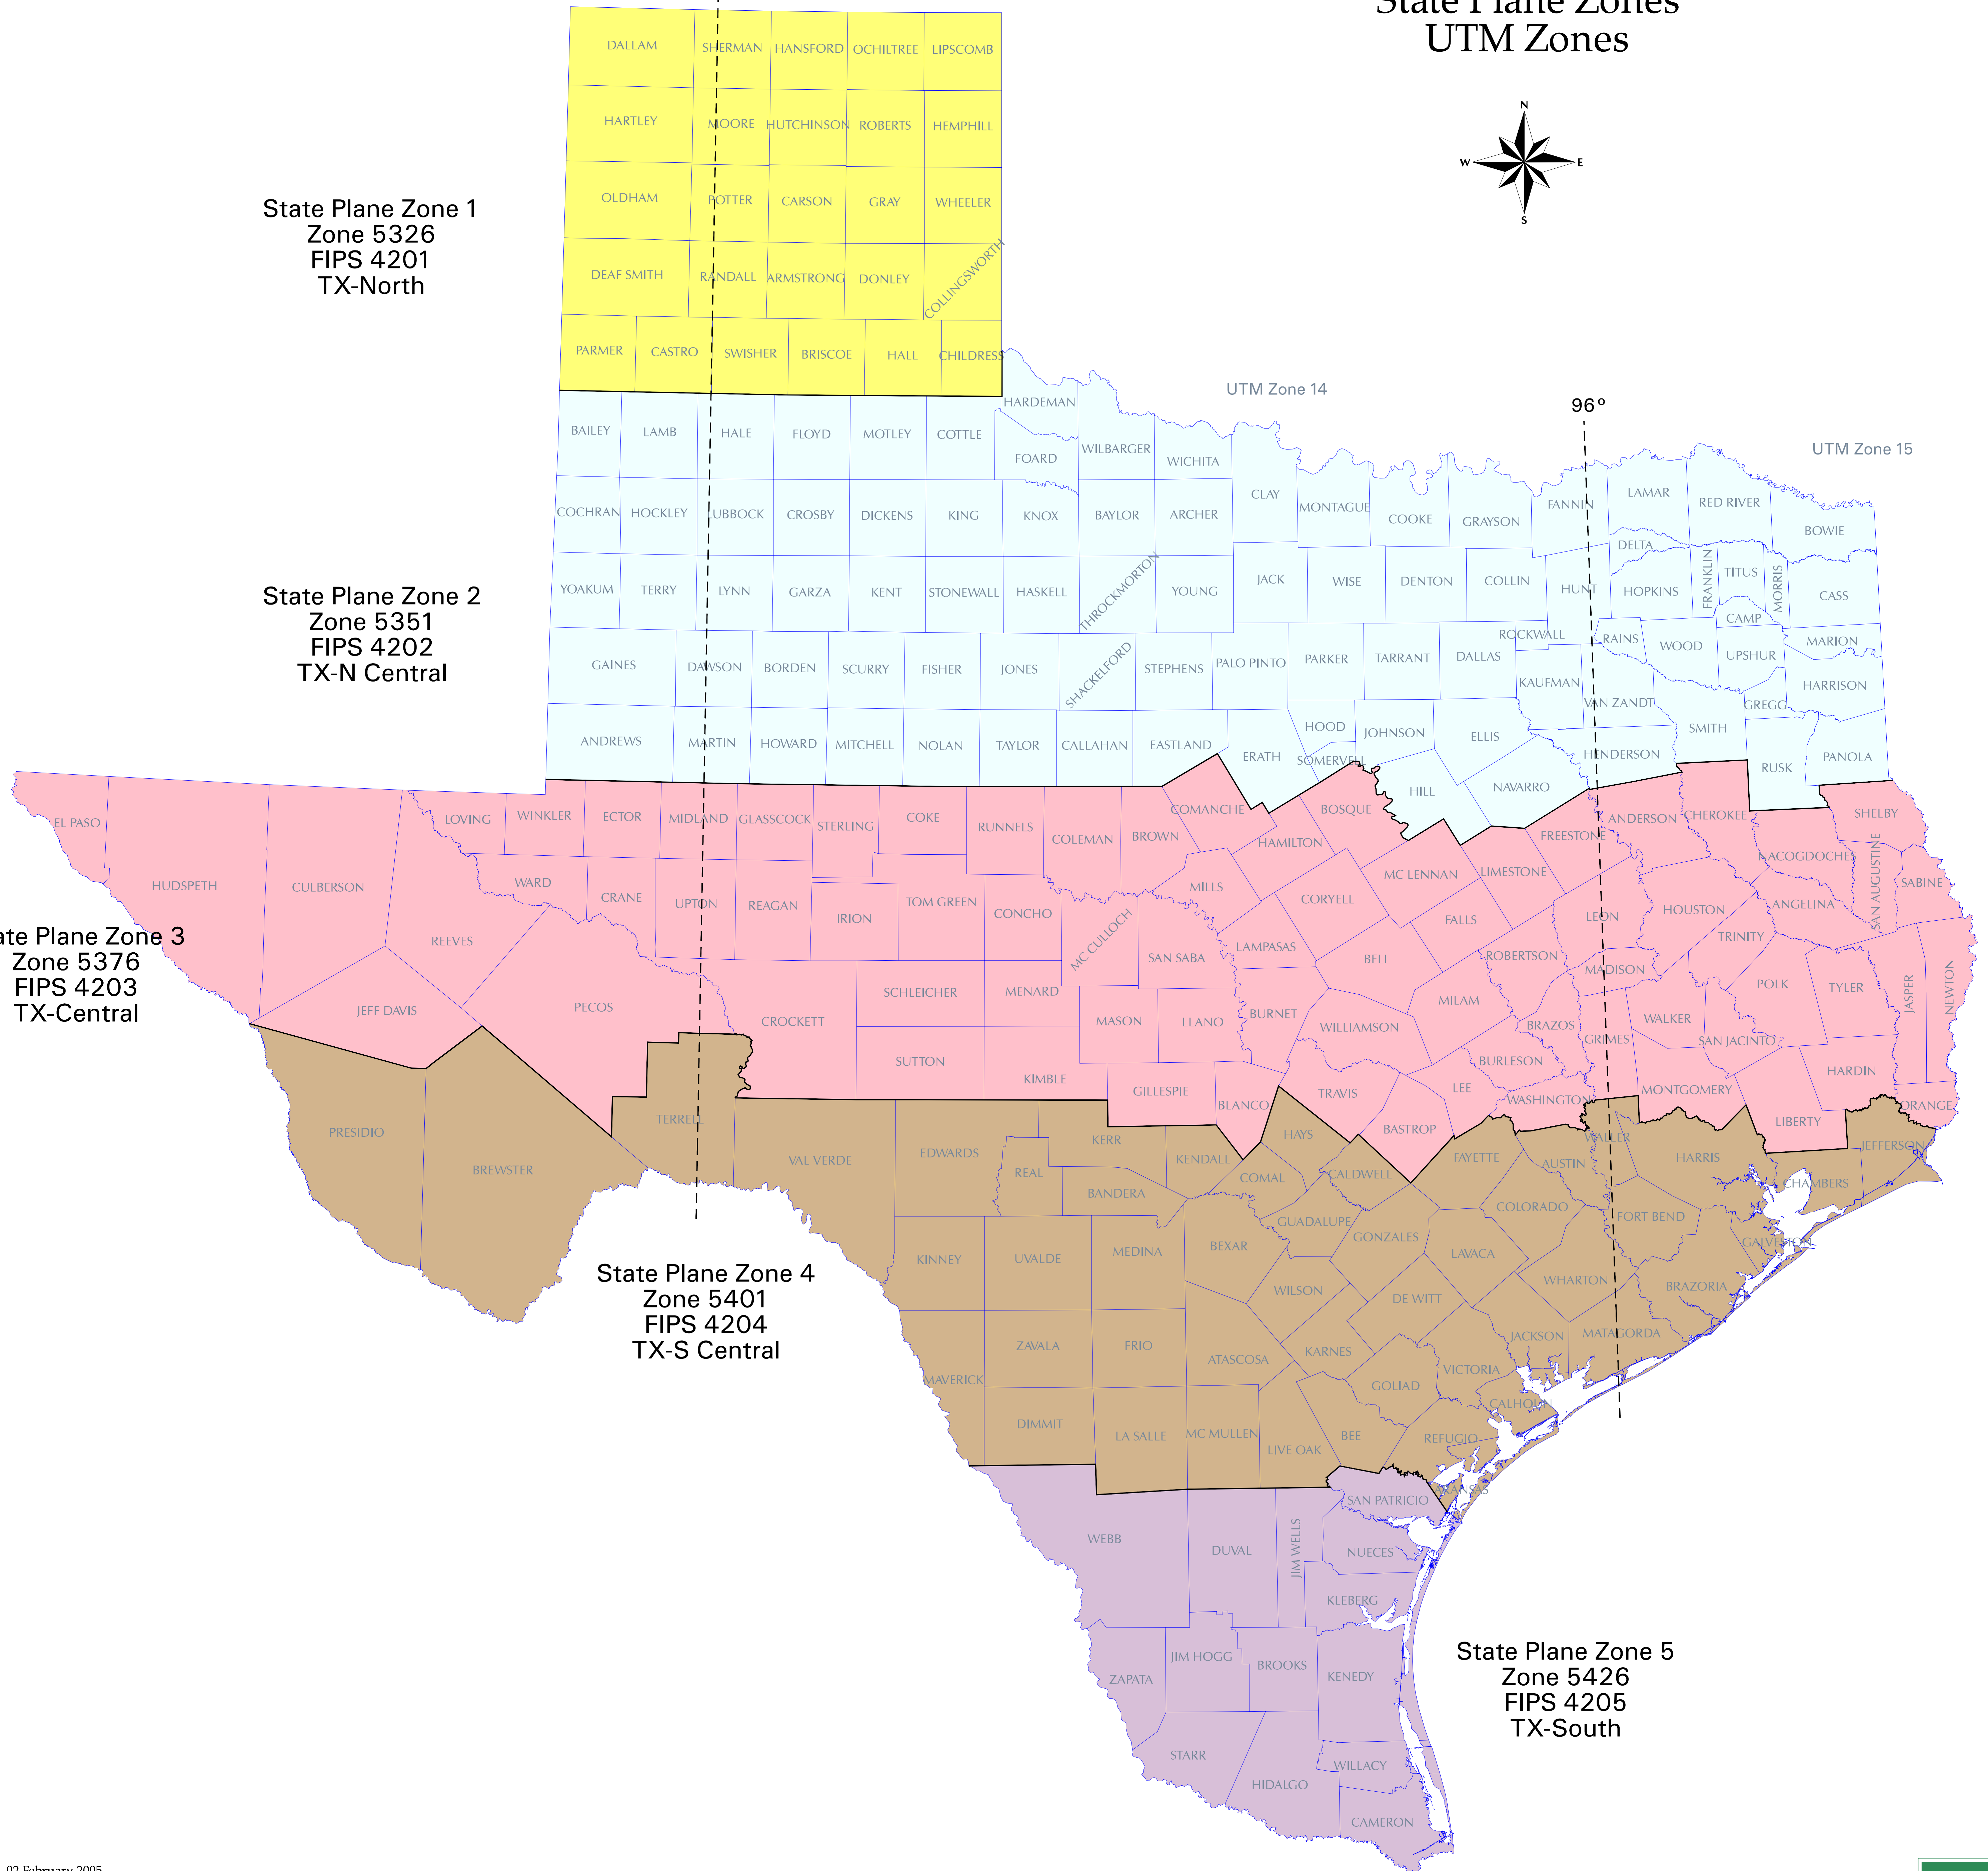 State Plane Zones
UTM Zones
N
W E
S
DALLAM SHERMAN HANSFORD OCHILTREE LIPSCOMB
HARTLEY MOORE HUTCHINSON ROBERTS HEMPHILL
State Plane Zone 1
Zone 5326
FIPS 4201
TX-North
OLDHAM POTTER CARSON GRAY WHEELER
DEAF SMITH RANDALL ARMSTRONG DONLEY COLLINGSWORTH
PARMER CASTRO SWISHER BRISCOE HALL CHILDRESS
UTM Zone 14
96°
UTM Zone 15
HARDEMAN
BAILEY LAMB HALE FLOYD MOTLEY COTTLE FOARD WILBARGER WICHITA
CLAY MONTAGUE COOKE GRAYSON FANNIN LAMAR RED RIVER BOWIE
COCHRAN HOCKLEY LUBBOCK CROSBY DICKENS KING KNOX BAYLOR ARCHER
DELTA FRANKLIN TITUS MORRIS
State Plane Zone 2
Zone 5351
FIPS 4202
TX-N Central
YOAKUM TERRY LYNN GARZA KENT STONEWALL HASKELL THROCKMORTON YOUNG JACK WISE DENTON COLLIN HUNT HOPKINS CASS
CAMP
ROCKWALL RAINS WOOD UPSHUR MARION
GAINES DAWSON BORDEN SCURRY FISHER JONES SHACKELFORD STEPHENS PALO PINTO PARKER TARRANT DALLAS
KAUFMAN VAN ZANDT GREGG HARRISON
ANDREWS MARTIN HOWARD MITCHELL NOLAN TAYLOR CALLAHAN EASTLAND ERATH HOOD SOMERVELL JOHNSON ELLIS HENDERSON SMITH RUSK PANOLA
HILL NAVARRO
EL PASO LOVING WINKLER ECTOR MIDLAND GLASSCOCK STERLING COKE RUNNELS COLEMAN BROWN COMANCHE BOSQUE FREESTONE ANDERSON CHEROKEE SHELBY
HAMILTON NACOGDOCHES
HUDSPETH CULBERSON WARD CRANE UPTON REAGAN IRION TOM GREEN CONCHO MC CULLOCH MILLS CORYELL MC LENNAN LIMESTONE SAN AUGUSTINE SABINE
REEVES SAN SABA LAMPASAS FALLS LEON HOUSTON ANGELINA
State Plane Zone 3
Zone 5376
FIPS 4203
TX-Central
BELL ROBERTSON MADISON TRINITY
JEFF DAVIS PECOS CROCKETT SCHLEICHER MENARD MASON LLANO BURNET WILLIAMSON MILAM BRAZOS GRIMES WALKER SAN JACINTO POLK TYLER JASPER NEWTON
SUTTON KIMBLE GILLESPIE BLANCO TRAVIS BURLESON LEE WASHINGTON MONTGOMERY HARDIN ORANGE
PRESIDIO BREWSTER TERRELL VAL VERDE EDWARDS REAL KERR KENDALL HAYS BASTROP LIBERTY JEFFERSON
BANDERA COMAL CALDWELL FAYETTE AUSTIN WALLER HARRIS CHAMBERS
KINNEY UVALDE MEDINA BEXAR GUADALUPE GONZALES LAVACA COLORADO FORT BEND GALVESTON
State Plane Zone 4
Zone 5401
FIPS 4204
TX-S Central
WILSON DE WITT WHARTON BRAZORIA
MAVERICK ZAVALA FRIO ATASCOSA KARNES JACKSON MATAGORDA
DIMMIT LA SALLE MC MULLEN LIVE OAK BEE GOLIAD VICTORIA CALHOUN
REFUGIO ARANSAS
WEBB DUVAL JIM WELLS SAN PATRICIO
NUECES
KLEBERG
ZAPATA JIM HOGG BROOKS KENEDY
State Plane Zone 5
Zone 5426
FIPS 4205
TX-South
STARR HIDALGO WILLACY
CAMERON
02 February 2005